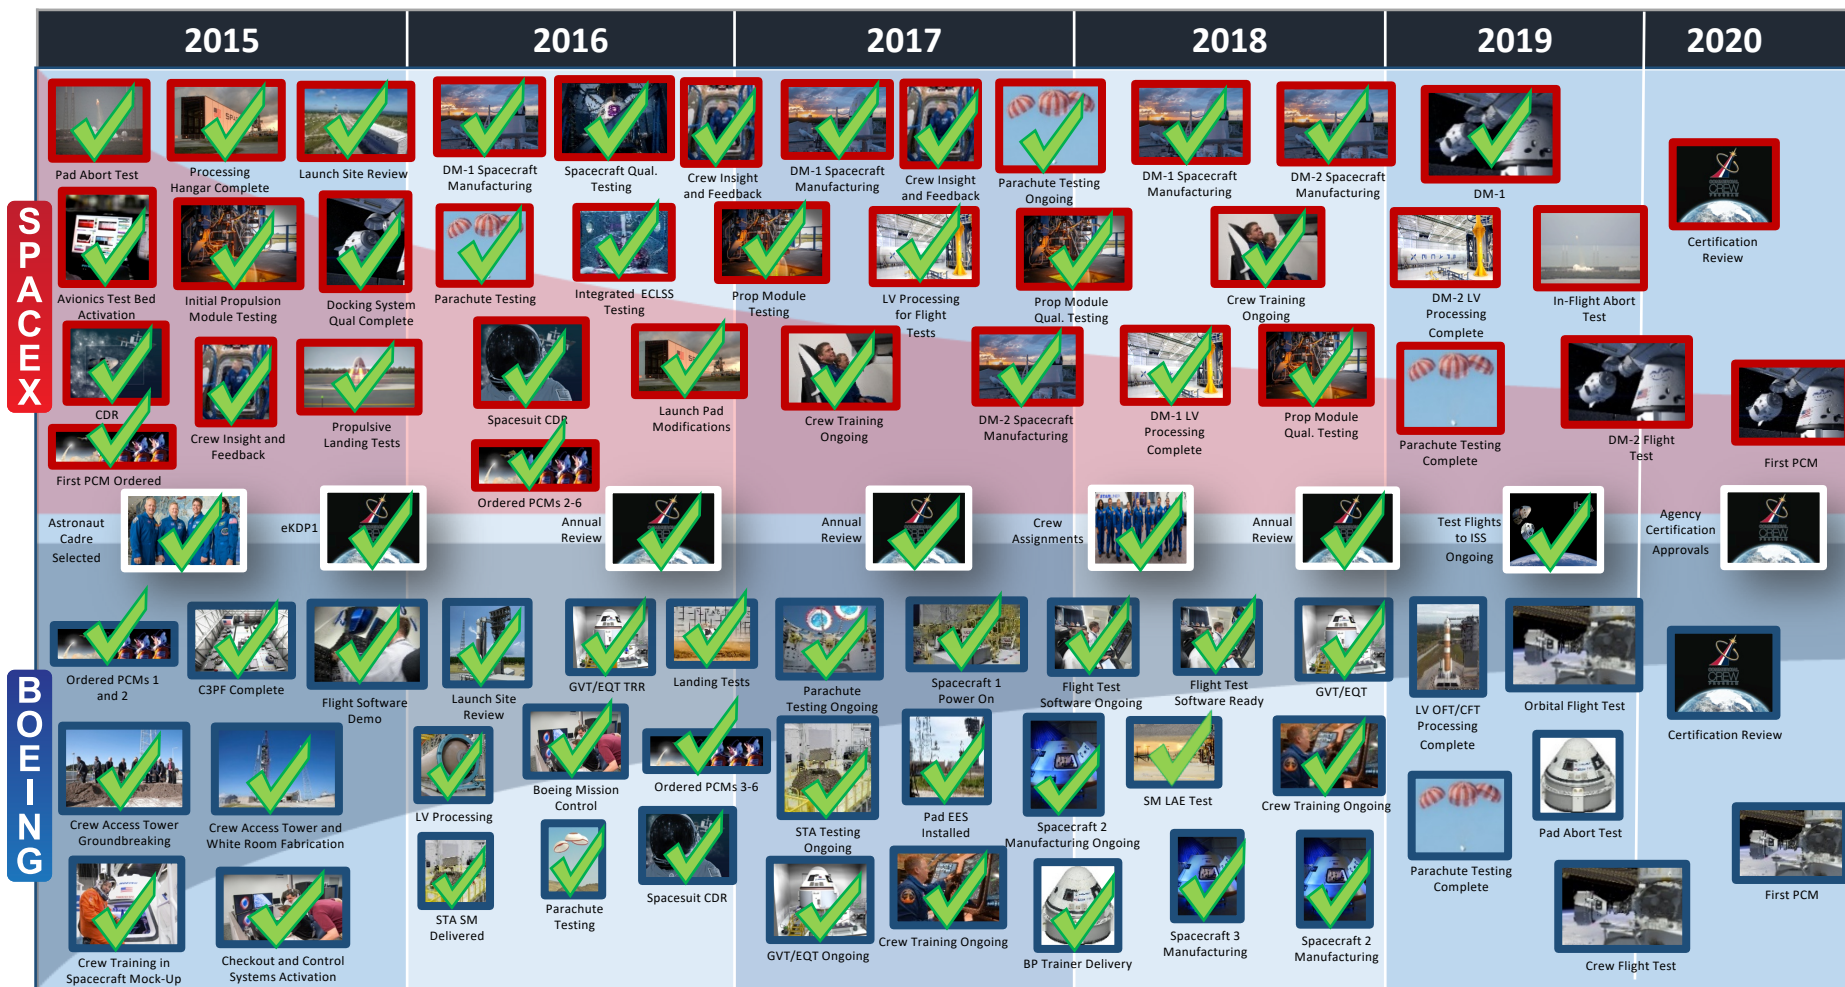 2015
2016
2017
2018
2019
2020
SPACEX
Pad Abort Test
Processing
Hangar Complete
Launch Site Review
DM-1 Spacecraft
Manufacturing
Spacecraft Qual.
Testing
Crew Insight
and Feedback
DM-1 Spacecraft
Manufacturing
Crew Insight
and Feedback
Parachute Testing
Ongoing
DM-1 Spacecraft
Manufacturing
DM-2 Spacecraft
Manufacturing
DM-1
Certification
Review
Avionics Test Bed
Activation
Initial Propulsion
Module Testing
Docking System
Qual Complete
Parachute Testing
Integrated ECLSS
Testing
Prop Module
Testing
LV Processing
for Flight
Tests
Prop Module
Qual. Testing
Crew Training
Ongoing
DM-2 LV
Processing
Complete
In-Flight Abort
Test
CDR
Crew Insight and
Feedback
Propulsive
Landing Tests
Spacesuit CDR
Launch Pad
Modifications
Crew Training
Ongoing
DM-2 Spacecraft
Manufacturing
DM-1 LV
Processing
Complete
Prop Module
Qual. Testing
Parachute Testing
Complete
DM-2 Flight
Test
First PCM
First PCM Ordered
Ordered PCMs 2-6
Astronaut
Cadre
Selected
eKDP1
Annual
Review
Annual
Review
Crew
Assignments
Annual
Review
Test Flights
to ISS
Ongoing
Agency
Certification
Approvals
BOEING
Ordered PCMs 1
and 2
C3PF Complete
Flight Software
Demo
Launch Site
Review
GVT/EQT TRR
Landing Tests
Parachute
Testing Ongoing
Spacecraft 1
Power On
Flight Test
Software Ongoing
Flight Test
Software Ready
GVT/EQT
LV OFT/CFT
Processing
Complete
Orbital Flight Test
Certification Review
Crew Access Tower
Groundbreaking
Crew Access Tower and
White Room Fabrication
LV Processing
Boeing Mission
Control
Ordered PCMs 3-6
STA Testing
Ongoing
Pad EES
Installed
Spacecraft 2
Manufacturing Ongoing
SM LAE Test
Crew Training Ongoing
Parachute Testing
Complete
Pad Abort Test
First PCM
Crew Training in
Spacecraft Mock-Up
Checkout and Control
Systems Activation
STA SM
Delivered
Parachute
Testing
Spacesuit CDR
GVT/EQT Ongoing
Crew Training Ongoing
BP Trainer Delivery
Spacecraft 3
Manufacturing
Spacecraft 2
Manufacturing
Crew Flight Test